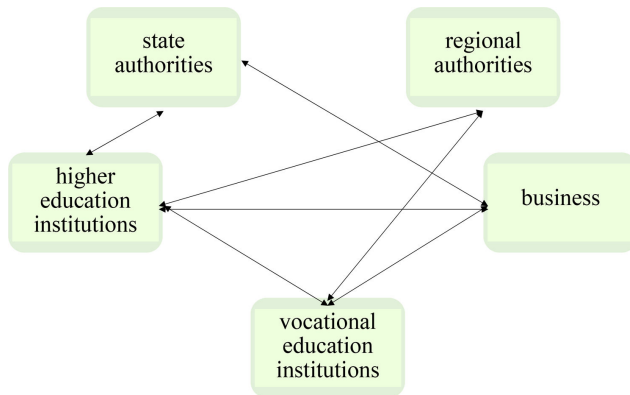 state
authorities
regional
authorities
higher
education
institutions
business
vocational
education
institutions